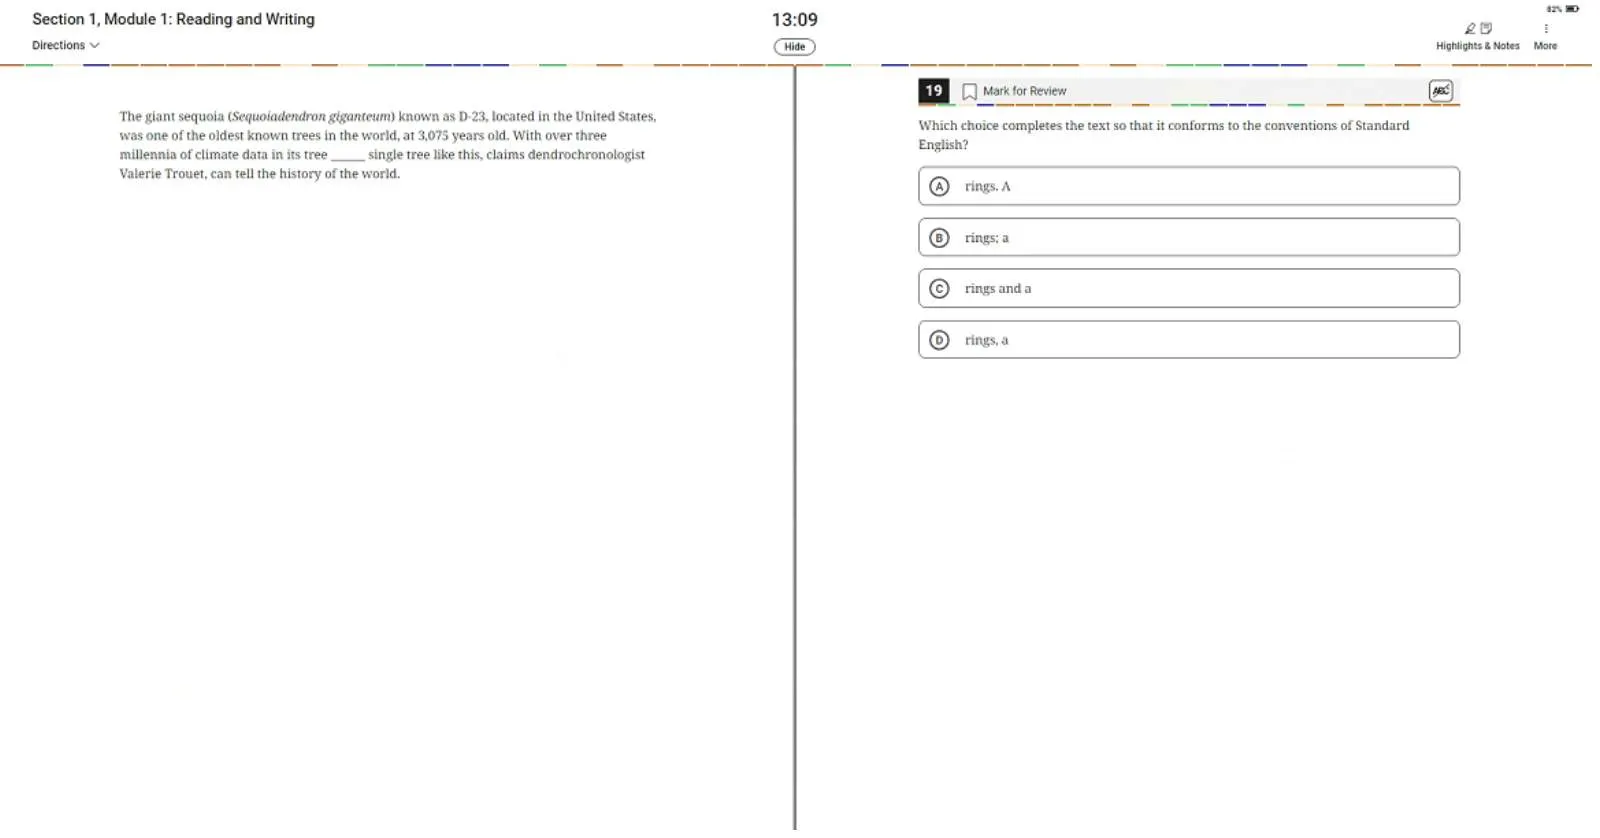 Section 1, Module 1: Reading and Writing
Directions
13:09
Hide
82%
Highlights & Notes
More
The giant sequoia (Sequoiadendron giganteum) known as D-23, located in the United States,
was one of the oldest known trees in the world, at 3,075 years old. With over three
millennia of climate data in its tree ______ single tree like this, claims dendrochronologist
Valerie Trouet, can tell the history of the world.
19
Mark for Review
ABC
Which choice completes the text so that it conforms to the conventions of Standard
English?
A rings. A
B rings; a
C rings and a
D rings, a